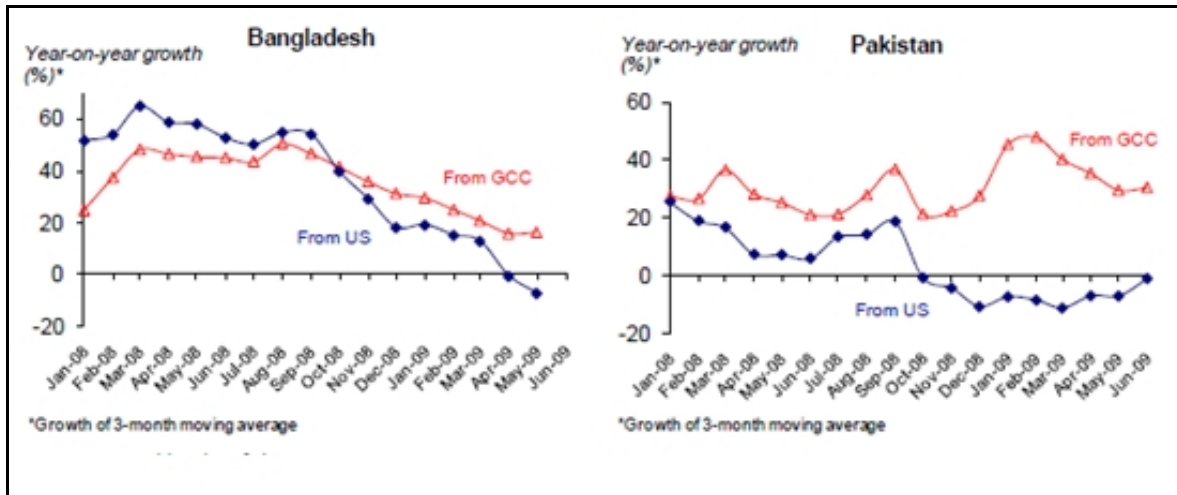 Bangladesh
Year-on-year growth
(%)*
60
40
20
0
-20
From GCC
From US
Jan-08
Feb-08
Mar-08
Apr-08
May-08
Jun-08
Jul-08
Aug-08
Sep-08
Oct-08
Nov-08
Dec-08
Jan-09
Feb-09
Mar-09
Apr-09
May-09
Jun-09
*Growth of 3-month moving average
Pakistan
Year-on-year growth
(%)*
60
40
20
0
-20
From GCC
From US
Jan-08
Feb-08
Mar-08
Apr-08
May-08
Jun-08
Jul-08
Aug-08
Sep-08
Oct-08
Nov-08
Dec-08
Jan-09
Feb-09
Mar-09
Apr-09
May-09
Jun-09
*Growth of 3-month moving average